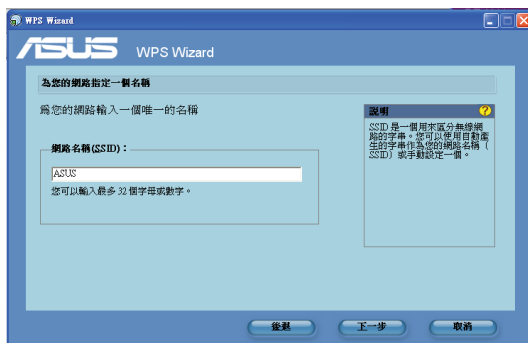 WPS Wizard
ASUS WPS Wizard
為您的網路指定一個名稱
為您的網路輸入一個唯一的名稱
網路名稱(SSID)：
ASUS
您可以輸入最多 32 個字母或數字。
說明
SSID 是一個用來區分無線網
路的字串。您可以使用自動產
生的字串作為您的網路名稱（
SSID）或手動設定一個。
後退
下一步
取消